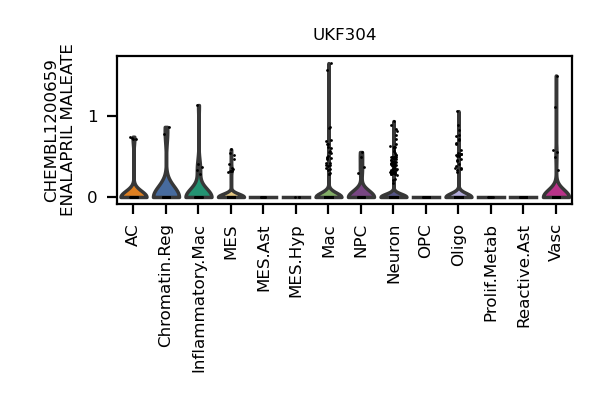 UKF304
CHEMBL1200659
ENALAPRIL MALEATE
1
0
AC
Chromatin.Reg
Inflammatory.Mac
MES
MES.Ast
MES.Hyp
Mac
NPC
Neuron
OPC
Oligo
Prolif.Metab
Reactive.Ast
Vasc